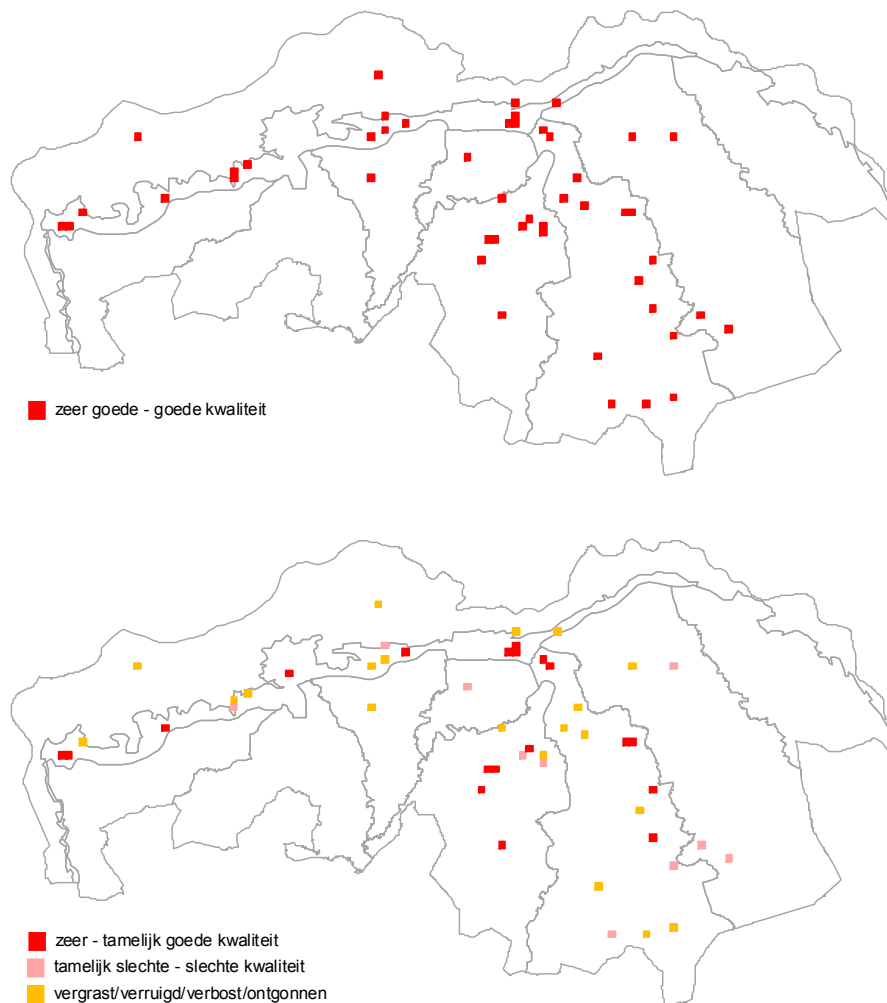 zeer goede - goede kwaliteit
zeer - tamelijk goede kwaliteit
tamelijk slechte - slechte kwaliteit
vergrast/verruigd/verbost/ontgonnen